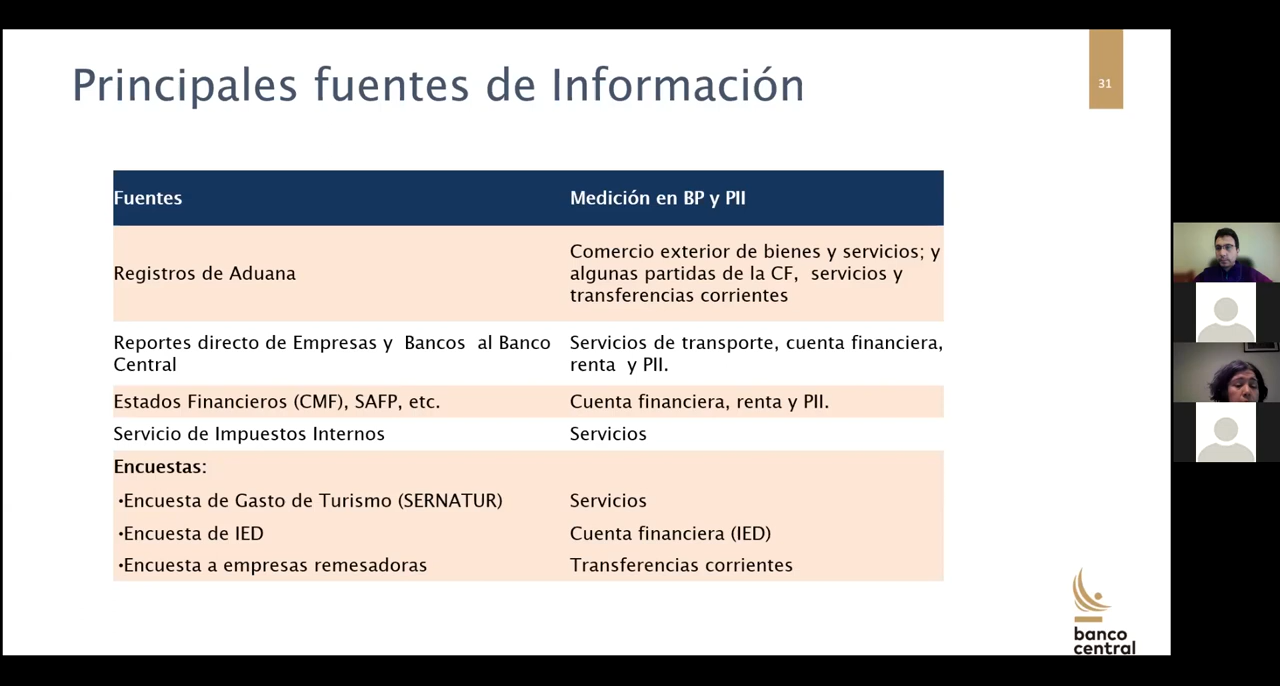 Principales fuentes de Información
31
Fuentes
Medición en BP y PII
Registros de Aduana
Comercio exterior de bienes y servicios; y
algunas partidas de la CF, servicios y
transferencias corrientes
Reportes directo de Empresas y Bancos al Banco
Central
Servicios de transporte, cuenta financiera,
renta y PII.
Estados Financieros (CMF), SAFP, etc.
Cuenta financiera, renta y PII.
Servicio de Impuestos Internos
Servicios
Encuestas:
•Encuesta de Gasto de Turismo (SERNATUR)
Servicios
•Encuesta de IED
Cuenta financiera (IED)
•Encuesta a empresas remesadoras
Transferencias corrientes
banco
central